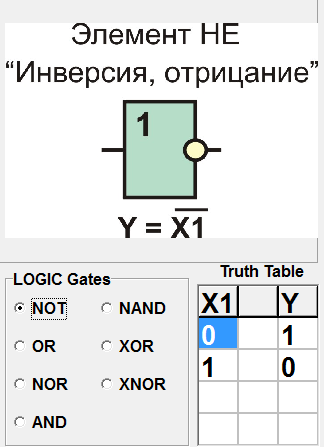 Элемент НЕ
“Инверсия, отрицание”
1
Y = X1
LOGIC Gates
NOT NAND
OR XOR
NOR XNOR
AND
Truth Table
X1 Y
0 1
1 0